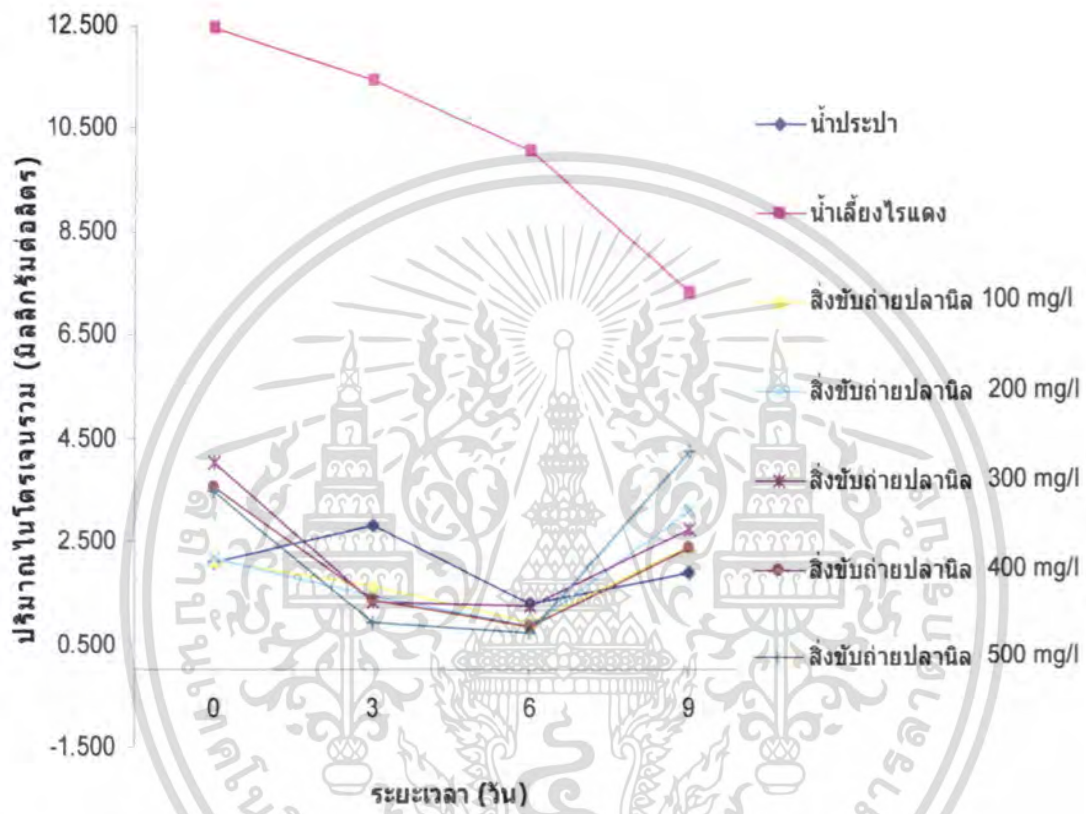 12.500
10.500
8.500
6.500
4.500
2.500
0.500
-1.500
ปริมาณไนโตรเจนรวม (มิลลิกรัมต่อลิตร)
0 3 6 9
ระยะเวลา (วัน)
น้ำประปา
น้ำเลี้ยงไรแดง
สิ่งขับถ่ายปลานิล 100 mg/l
สิ่งขับถ่ายปลานิล 200 mg/l
สิ่งขับถ่ายปลานิล 300 mg/l
สิ่งขับถ่ายปลานิล 400 mg/l
สิ่งขับถ่ายปลานิล 500 mg/l